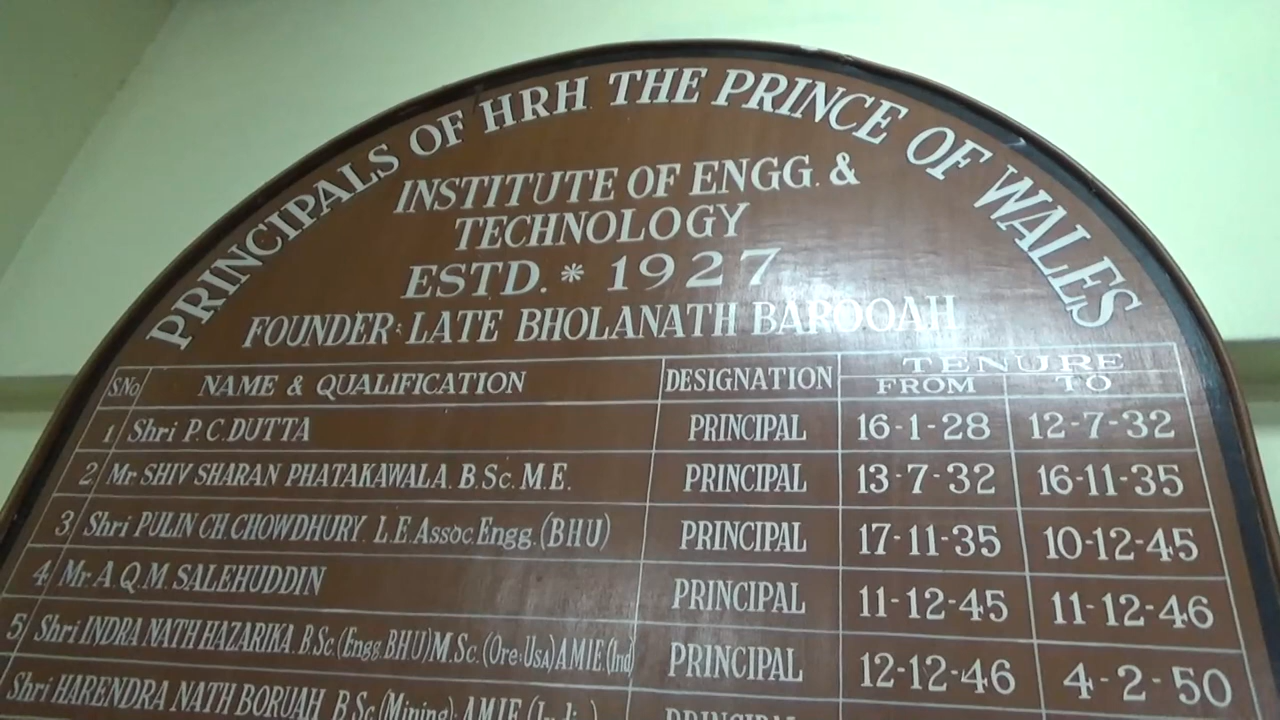 PRINCIPALS OF HRH THE PRINCE OF WALES
INSTITUTE OF ENGG. &
TECHNOLOGY
ESTD. * 1927
FOUNDER: LATE BHOLANATH BAROOAH
S.No NAME & QUALIFICATION DESIGNATION TENURE
FROM TO
1 Shri P.C. DUTTA PRINCIPAL 16-1-28 12-7-32
2 Mr SHIV SHARAN PHATAKAWALA. B.Sc. M.E. PRINCIPAL 13-7-32 16-11-35
3 Shri PULIN CH. CHOWDHURY. L.E. Assoc. Engg. (BHU) PRINCIPAL 17-11-35 10-12-45
4 Mr. A.Q.M. SALEHUDDIN PRINCIPAL 11-12-45 11-12-46
5 Shri INDRA NATH HAZARIKA. B.Sc. (Engg. BHU) M.Sc. (Ore: USA) AMIE. (Ind) PRINCIPAL 12-12-46 4-2-50
Shri HARENDRA NATH BORUAH B.Sc (Mining); AMIE PRINCIPAL